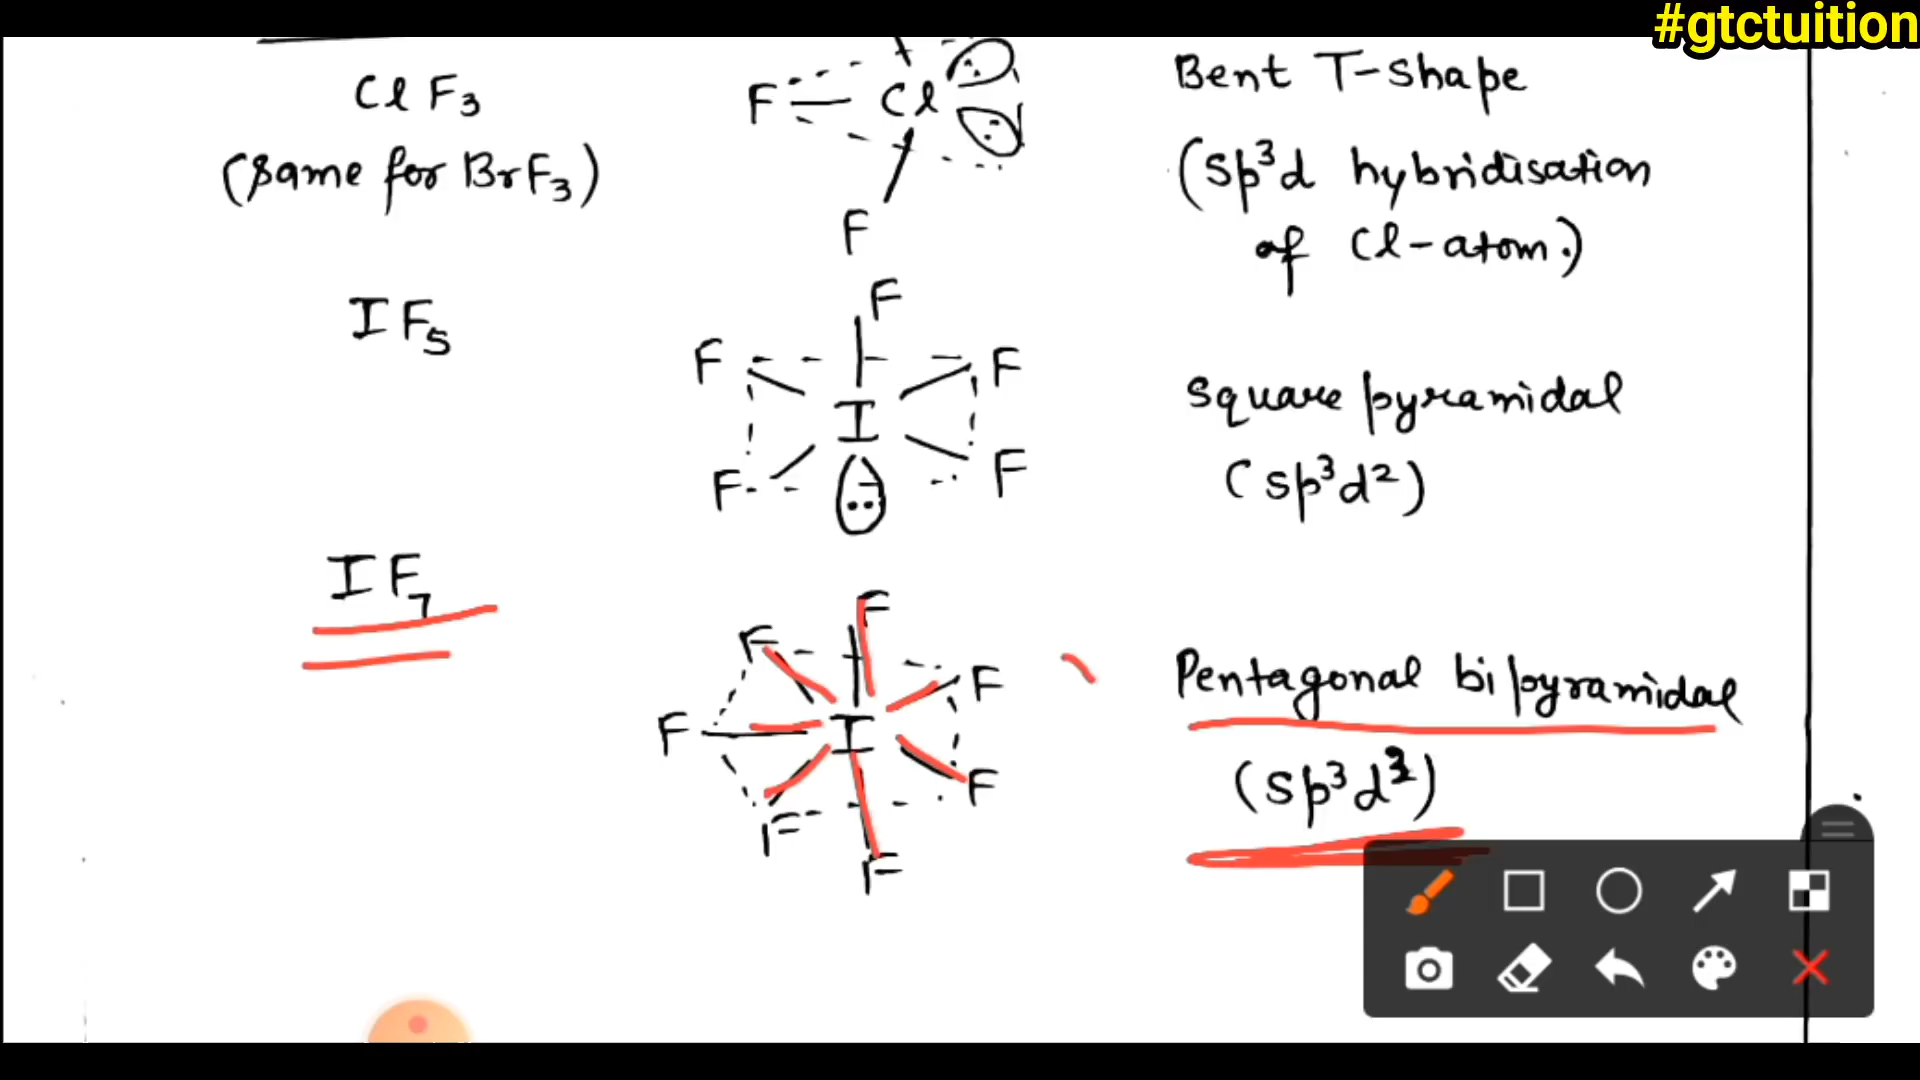 #gtctuition
ClF3
(Same for BrF3)
F
Cl
F
Bent T-shape
(Sp³d hybridisation
of Cl-atom.)
IF5
F
F
F
I
F
F
Square pyramidal
(Sp³d²)
IF7
F
F
F
F
I
F
F
F
Pentagonal bipyramidal
(Sp³d³)